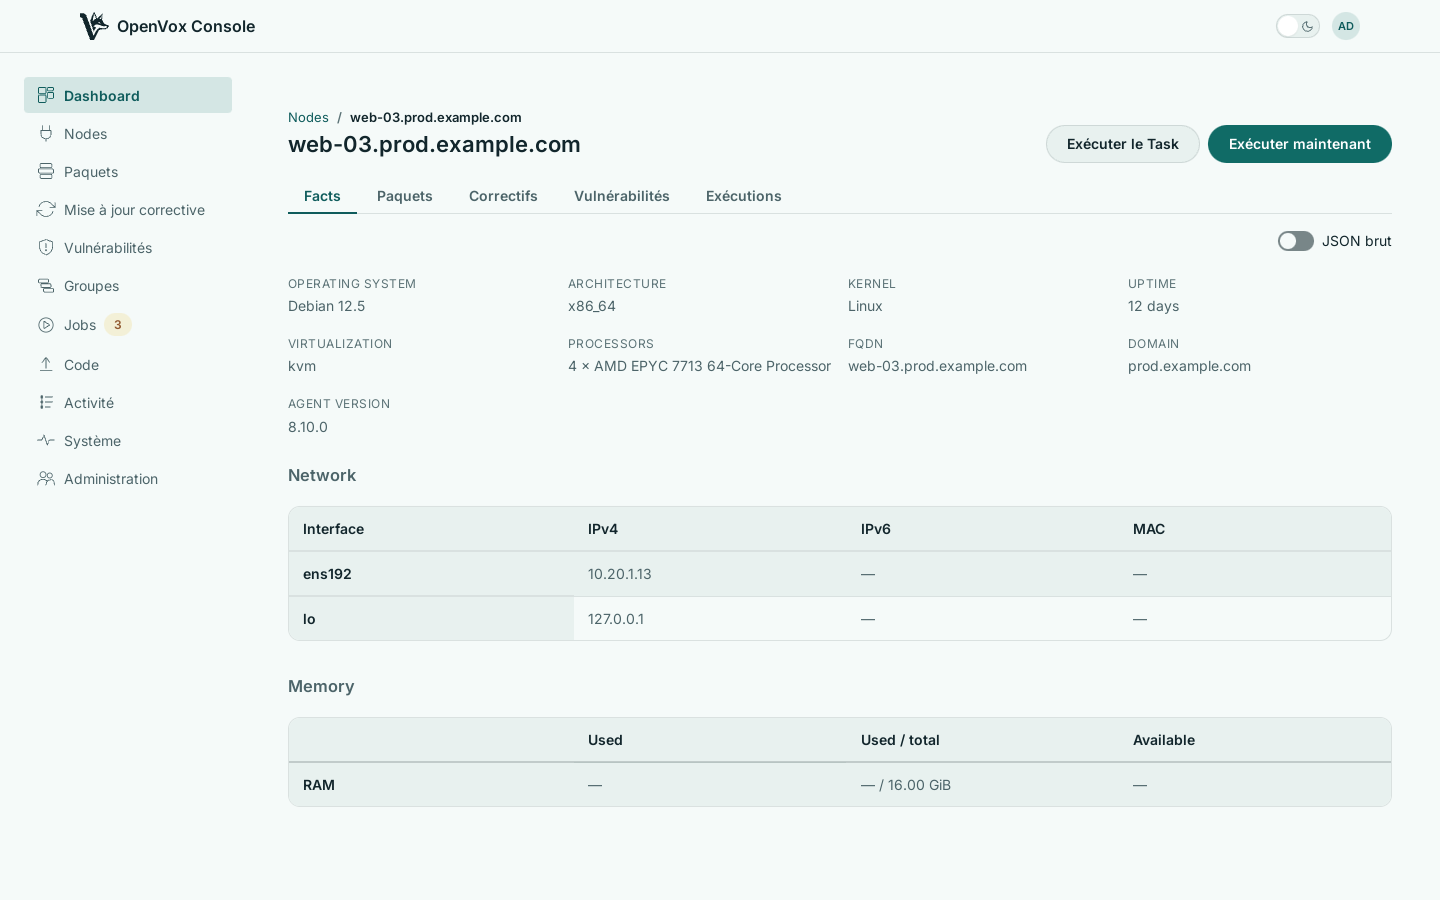 OpenVox Console
AD
Dashboard
Nodes
Paquets
Mise à jour corrective
Vulnérabilités
Groupes
Jobs 3
Code
Activité
Système
Administration
Nodes / web-03.prod.example.com
web-03.prod.example.com
Exécuter le Task
Exécuter maintenant
Facts Paquets Correctifs Vulnérabilités Exécutions
JSON brut
OPERATING SYSTEM ARCHITECTURE KERNEL UPTIME
Debian 12.5 x86_64 Linux 12 days
VIRTUALIZATION PROCESSORS FQDN DOMAIN
kvm 4 × AMD EPYC 7713 64-Core Processor web-03.prod.example.com prod.example.com
AGENT VERSION
8.10.0
Network
Interface IPv4 IPv6 MAC
ens192 10.20.1.13 — —
lo 127.0.0.1 — —
Memory
Used Used / total Available
RAM — — / 16.00 GiB —